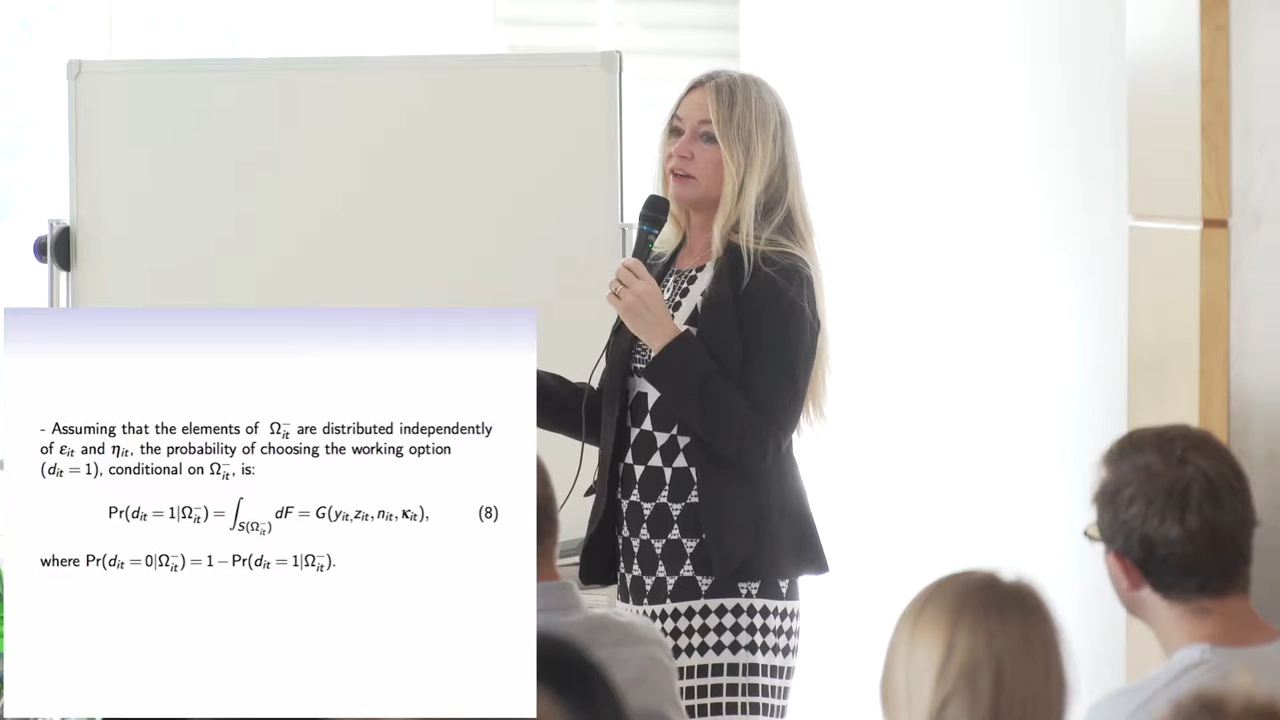 - Assuming that the elements of Ω⁻ᵢₜ are distributed independently
of εᵢₜ and ηᵢₜ, the probability of choosing the working option
(dᵢₜ = 1), conditional on Ω⁻ᵢₜ, is:
Pr(dᵢₜ = 1|Ω⁻ᵢₜ) = ∫_S(Ω⁻ᵢₜ) dF = G(yᵢₜ,zᵢₜ,nᵢₜ,κᵢₜ), (8)
where Pr(dᵢₜ = 0|Ω⁻ᵢₜ) = 1 − Pr(dᵢₜ = 1|Ω⁻ᵢₜ).